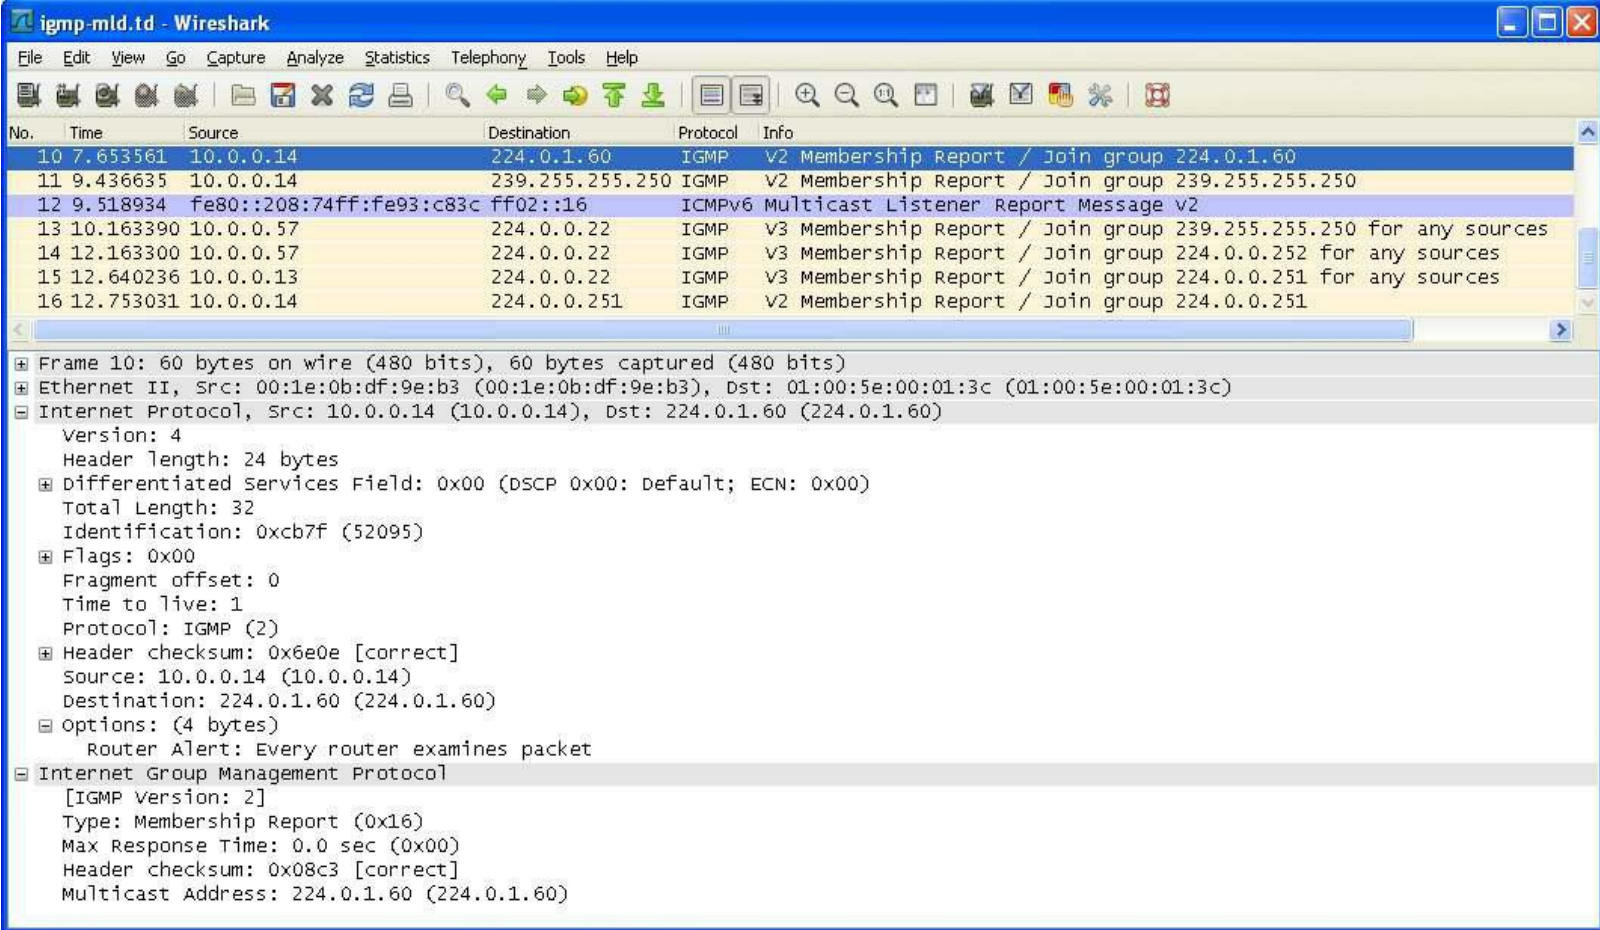 igmp-mld.td - Wireshark
File Edit View Go Capture Analyze Statistics Telephony Tools Help
No. Time Source Destination Protocol Info
10 7.653561 10.0.0.14 224.0.1.60 IGMP V2 Membership Report / Join group 224.0.1.60
11 9.436635 10.0.0.14 239.255.255.250 IGMP V2 Membership Report / Join group 239.255.255.250
12 9.518934 fe80::208:74ff:fe93:c83c ff02::16 ICMPv6 Multicast Listener Report Message v2
13 10.163390 10.0.0.57 224.0.0.22 IGMP V3 Membership Report / Join group 239.255.255.250 for any sources
14 12.163300 10.0.0.57 224.0.0.22 IGMP V3 Membership Report / Join group 224.0.0.252 for any sources
15 12.640236 10.0.0.13 224.0.0.22 IGMP V3 Membership Report / Join group 224.0.0.251 for any sources
16 12.753031 10.0.0.14 224.0.0.251 IGMP V2 Membership Report / Join group 224.0.0.251
Frame 10: 60 bytes on wire (480 bits), 60 bytes captured (480 bits)
Ethernet II, Src: 00:1e:0b:df:9e:b3 (00:1e:0b:df:9e:b3), Dst: 01:00:5e:00:01:3c (01:00:5e:00:01:3c)
Internet Protocol, Src: 10.0.0.14 (10.0.0.14), Dst: 224.0.1.60 (224.0.1.60)
Version: 4
Header length: 24 bytes
Differentiated Services Field: 0x00 (DSCP 0x00: Default; ECN: 0x00)
Total Length: 32
Identification: 0xcb7f (52095)
Flags: 0x00
Fragment offset: 0
Time to live: 1
Protocol: IGMP (2)
Header checksum: 0x6e0e [correct]
Source: 10.0.0.14 (10.0.0.14)
Destination: 224.0.1.60 (224.0.1.60)
Options: (4 bytes)
Router Alert: Every router examines packet
Internet Group Management Protocol
[IGMP Version: 2]
Type: Membership Report (0x16)
Max Response Time: 0.0 sec (0x00)
Header checksum: 0x08c3 [correct]
Multicast Address: 224.0.1.60 (224.0.1.60)